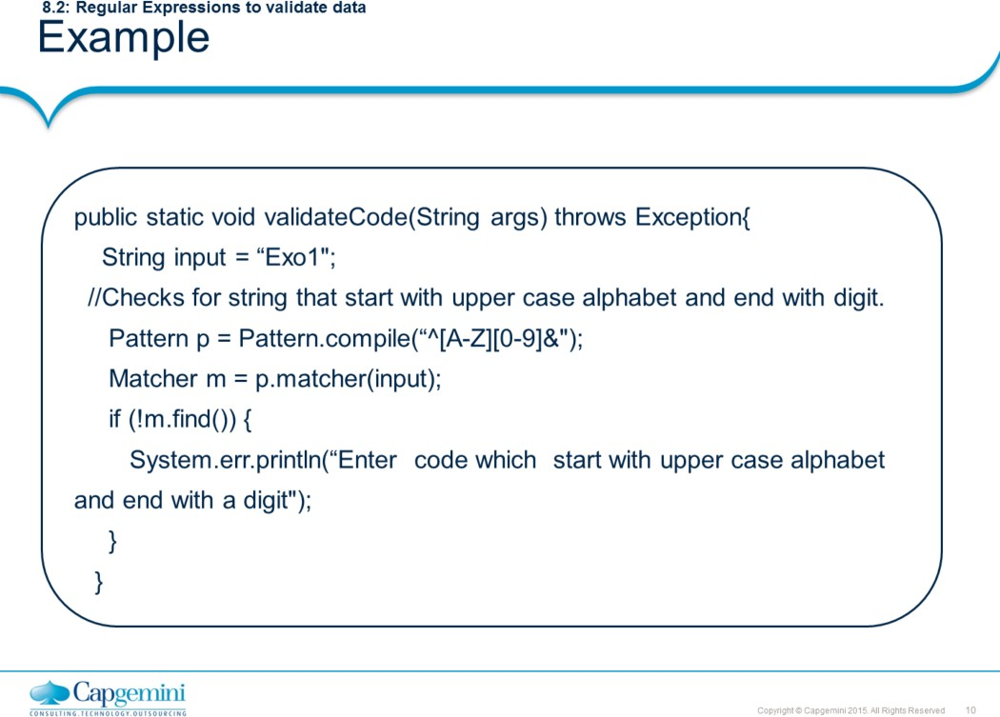 8.2: Regular Expressions to validate data
Example
public static void validateCode(String args) throws Exception{
String input = “Exo1";
//Checks for string that start with upper case alphabet and end with digit.
Pattern p = Pattern.compile(“^[A-Z][0-9]&");
Matcher m = p.matcher(input);
if (!m.find()) {
System.err.println(“Enter code which start with upper case alphabet
and end with a digit");
}
}
Capgemini
CONSULTING.TECHNOLOGY.OUTSOURCING
Copyright © Capgemini 2015. All Rights Reserved 10